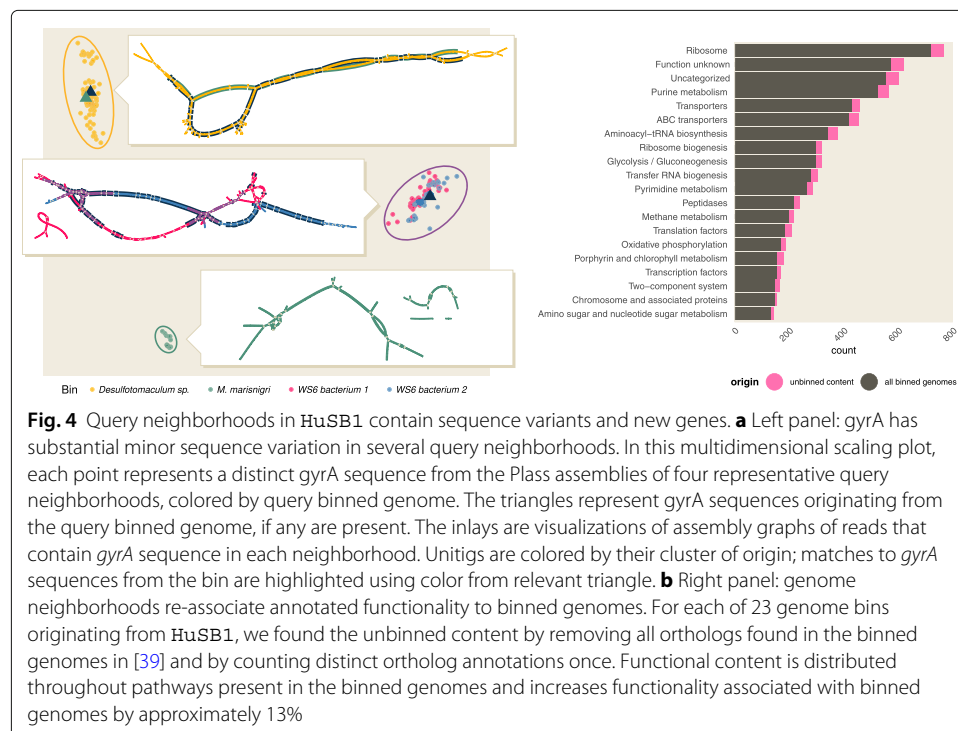 Ribosome
Function unknown
Uncategorized
Purine metabolism
Transporters
ABC transporters
Aminoacyl−tRNA biosynthesis
Ribosome biogenesis
Glycolysis / Gluconeogenesis
Transfer RNA biogenesis
Pyrimidine metabolism
Peptidases
Methane metabolism
Translation factors
Oxidative phosphorylation
Porphyrin and chlorophyll metabolism
Transcription factors
Two−component system
Chromosome and associated proteins
Amino sugar and nucleotide sugar metabolism
0 200 400 600 800
count
Bin Desulfotomaculum sp. M. marisnigri WS6 bacterium 1 WS6 bacterium 2
origin unbinned content all binned genomes
Fig. 4 Query neighborhoods in HuSB1 contain sequence variants and new genes. a Left panel: gyrA has
substantial minor sequence variation in several query neighborhoods. In this multidimensional scaling plot,
each point represents a distinct gyrA sequence from the Plass assemblies of four representative query
neighborhoods, colored by query binned genome. The triangles represent gyrA sequences originating from
the query binned genome, if any are present. The inlays are visualizations of assembly graphs of reads that
contain gyrA sequence in each neighborhood. Unitigs are colored by their cluster of origin; matches to gyrA
sequences from the bin are highlighted using color from relevant triangle. b Right panel: genome
neighborhoods re-associate annotated functionality to binned genomes. For each of 23 genome bins
originating from HuSB1, we found the unbinned content by removing all orthologs found in the binned
genomes in [39] and by counting distinct ortholog annotations once. Functional content is distributed
throughout pathways present in the binned genomes and increases functionality associated with binned
genomes by approximately 13%